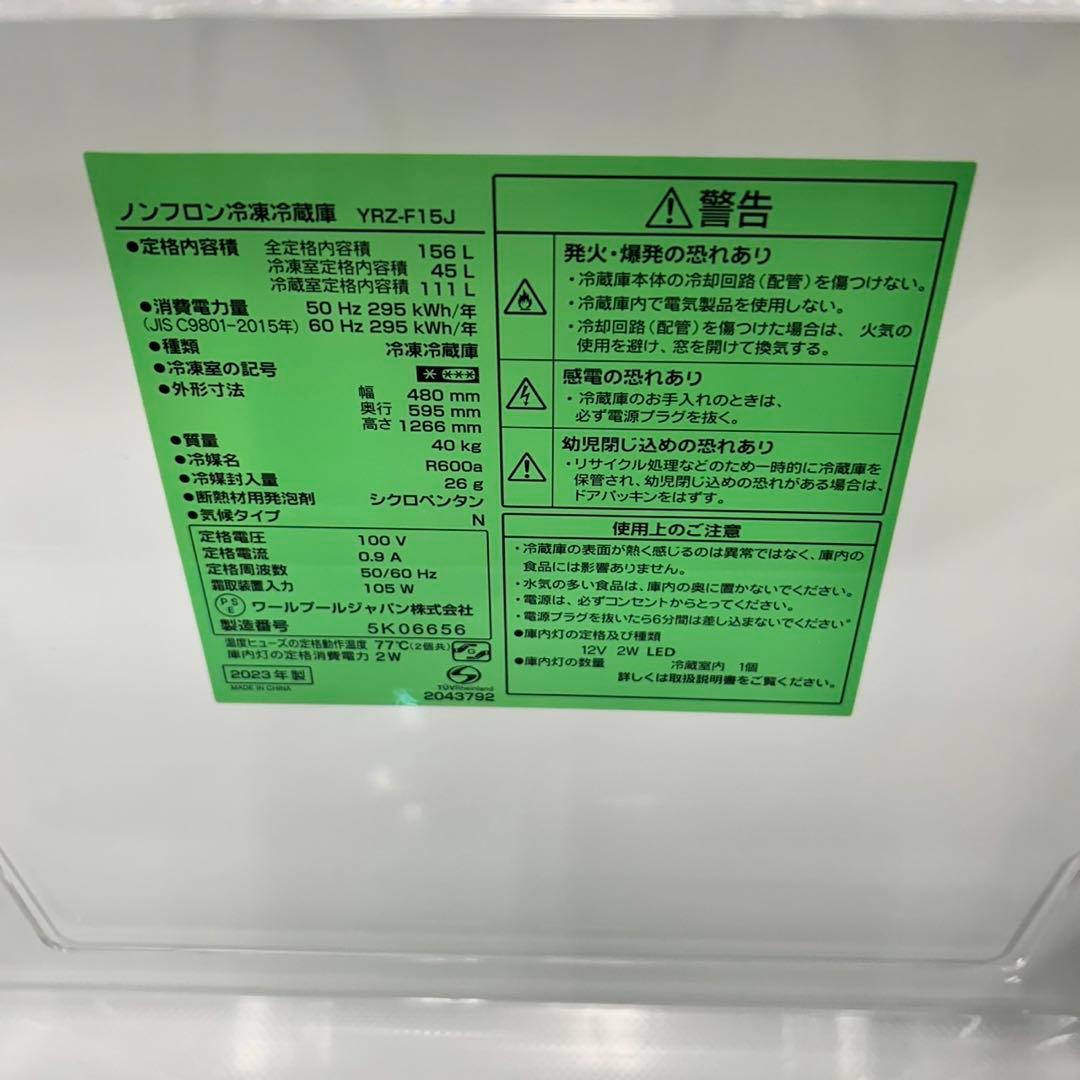 ノンフロン冷凍冷蔵庫 YRZ-F15J
●定格内容積 全定格内容積 156 L
冷凍室定格内容積 45 L
冷蔵室定格内容積 111 L
●消費電力量 50 Hz 295 kWh/年
(JIS C9801-2015年) 60 Hz 295 kWh/年
●種類 冷凍冷蔵庫
●冷凍室の記号 * ***
●外形寸法 幅 480 mm
奥行 595 mm
高さ 1266 mm
●質量 40 kg
●冷媒名 R600a
●冷媒封入量 26 g
●断熱材用発泡剤 シクロペンタン
●気候タイプ N
定格電圧 100 V
定格電流 0.9 A
定格周波数 50/60 Hz
霜取装置入力 105 W
PSE ワールプールジャパン株式会社
製造番号 5K06656
温度ヒューズの定格動作温度 77℃(2個共)
庫内灯の定格消費電力 2W
G
2023年製
MADE IN CHINA
TÜVRheinland
2043792
警告
発火・爆発の恐れあり
・冷蔵庫本体の冷却回路(配管)を傷つけない。
・冷蔵庫内で電気製品を使用しない。
・冷却回路(配管)を傷つけた場合は、火気の
使用を避け、窓を開けて換気する。
感電の恐れあり
・冷蔵庫のお手入れのときは、
必ず電源プラグを抜く。
幼児閉じ込めの恐れあり
・リサイクル処理などのため一時的に冷蔵庫を
保管され、幼児閉じ込めの恐れがある場合は、
ドアパッキンをはずす。
使用上のご注意
・冷蔵庫の表面が熱く感じるのは異常ではなく、庫内の
食品には影響ありません。
・水気の多い食品は、庫内の奥に置かないでください。
・電源は、必ずコンセントからとってください。
・電源プラグを抜いたら6分間は差し込まないでください。
●庫内灯の定格及び種類
12V 2W LED
●庫内灯の数量 冷蔵室内 1個
詳しくは取扱説明書をご覧ください。